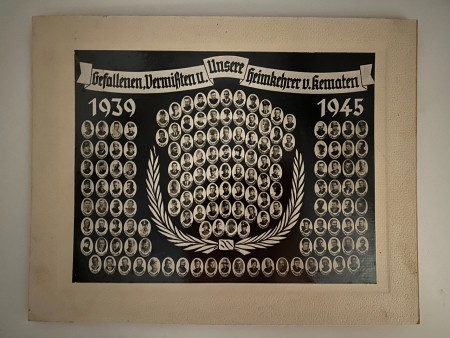 Unsere
Gefallenen, Vermißten u. Heimkehrer v. Kematen
1939 1945